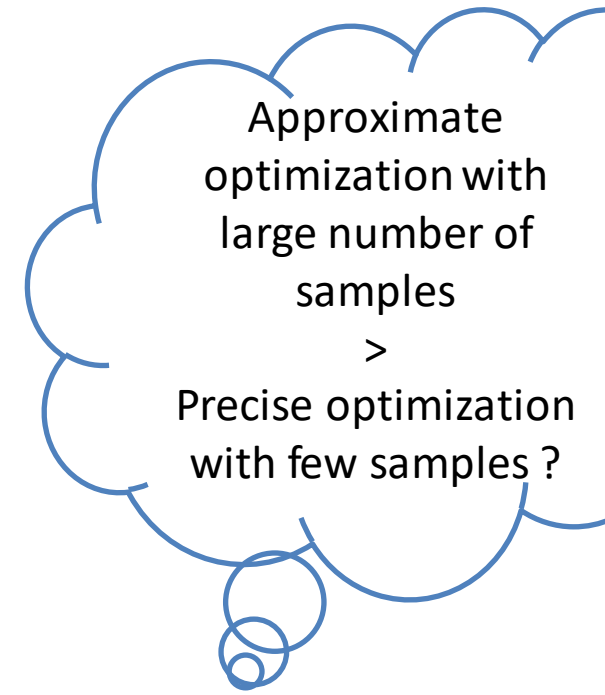 Approximate
optimization with
large number of
samples
>
Precise optimization
with few samples ?